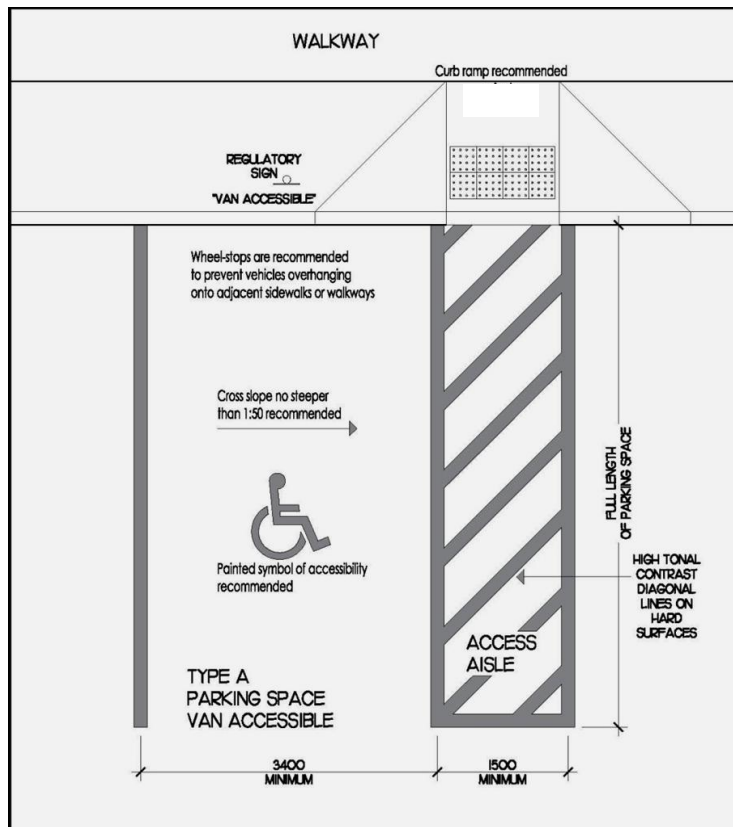 WALKWAY
Curb ramp recommended
REGULATORY
SIGN
"VAN ACCESSIBLE"
Wheel-stops are recommended
to prevent vehicles overhanging
onto adjacent sidewalks or walkways
Cross slope no steeper
than 1:50 recommended
Painted symbol of accessibility
recommended
FULL LENGTH
OF PARKING SPACE
HIGH TONAL
CONTRAST
DIAGONAL
LINES ON
HARD
SURFACES
ACCESS
AISLE
TYPE A
PARKING SPACE
VAN ACCESSIBLE
3400
MINIMUM
1500
MINIMUM